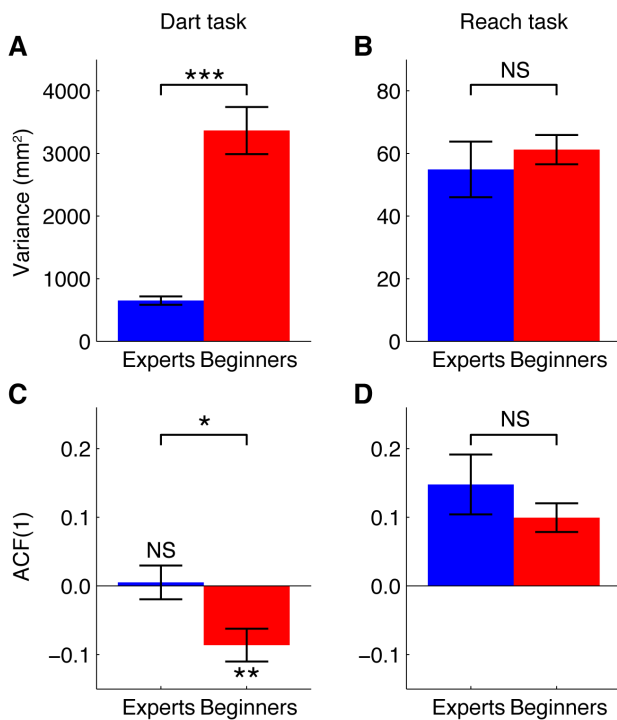 Dart task
Reach task
A
B
Variance (mm²)
4000
3000
2000
1000
0
***
Experts Beginners
80
60
40
20
0
NS
Experts Beginners
C
D
ACF(1)
0.2
0.1
0.0
−0.1
*
NS
**
Experts Beginners
0.2
0.1
0.0
−0.1
NS
Experts Beginners